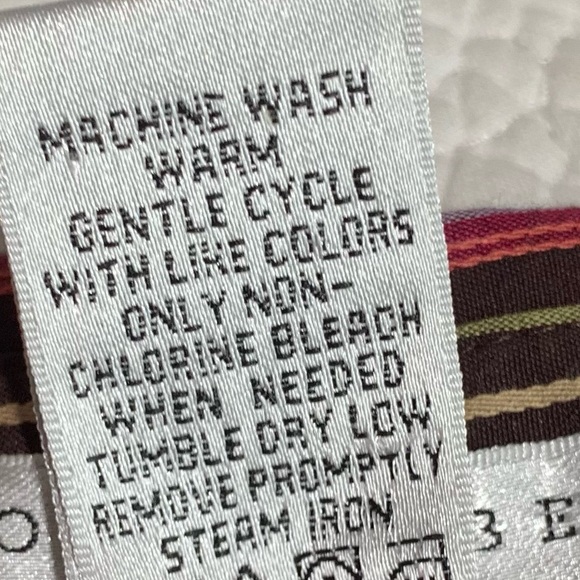 MACHINE WASH
WARM
GENTLE CYCLE
WITH LIKE COLORS
ONLY NON-
CHLORINE BLEACH
WHEN NEEDED
TUMBLE DRY LOW
REMOVE PROMPTLY
STEAM IRON
O
3 E